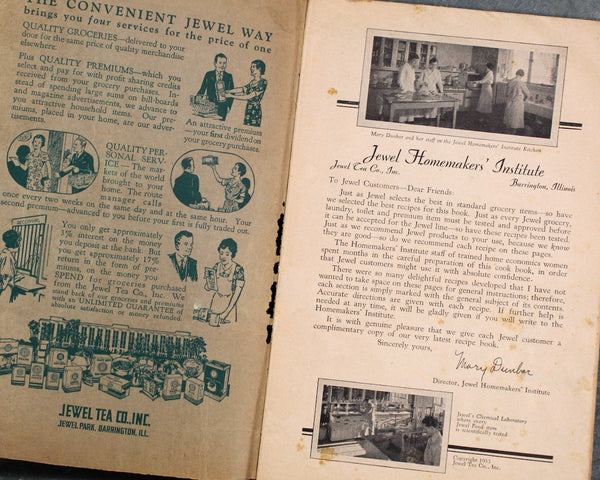 THE CONVENIENT JEWEL WAY
brings you four services for the price of one
QUALITY GROCERIES—delivered to your
door for the same price of quality merchandise
elsewhere.
Plus QUALITY PREMIUMS—which you
select and pay for with profit sharing credits
received from your grocery purchases. In-
stead of spending large sums on bill-boards
and magazine advertisements, we advance to
you attractive household items. Our pre-
miums, placed in your home, are our adver-
tisements.
An attractive premium
—your first dividend on
your grocery purchases.
QUALITY PER-
SONAL SERV-
ICE — The mar-
kets of the world
brought to your
home. The route
manager calls
once every two weeks on the same day and at the same hour. Your
second premium—advanced to you before your first is fully traded out.
RECEIVING
You only get approximately
3% interest on the money
you deposit at the bank. But
you get approximately 17%
return in the form of pre-
miums, on the money you
SPEND for groceries purchased
from the Jewel Tea Co., Inc. We
stand back of our groceries and premiums
with an UNLIMITED GUARANTEE of
absolute satisfaction or money refunded.
JEWEL TEA CO., INC.
JEWEL PARK, BARRINGTON, ILL.
Mary Dunbar and her staff in the Jewel Homemakers' Institute Kitchen
Jewel Homemakers' Institute
Jewel Tea Co., Inc. Barrington, Illinois
To Jewel Customers—Dear Friends:
Just as Jewel selects the best in standard grocery items—so have
we selected the best recipes for this book. Just as every Jewel grocery,
laundry, toilet and premium item must be tested and approved before
it can be accepted for the Jewel line—so have these recipes been tested.
Just as we recommend Jewel products to your use, because we know
they are good—so do we recommend each recipe on these pages.
The Homemakers' Institute staff of trained home economics women
spent months in the careful preparation of this cook book, in order
that Jewel customers might use it with absolute confidence.
There were so many delightful recipes developed that I have not
wanted to take space on these pages for general instructions; therefore,
each section is simply marked with the general subject of its contents.
Accurate directions are given with each recipe. If further help is
needed at any time, it will be gladly given if you will write to the
Homemakers' Institute.
It is with genuine pleasure that we give each Jewel customer a
complimentary copy of our very latest recipe book.
Sincerely yours,
Mary Dunbar
Director, Jewel Homemakers' Institute
Jewel's Chemical Laboratory
where every
Jewel Food item
is scientifically tested
Copyright 1933
Jewel Tea Co., Inc.